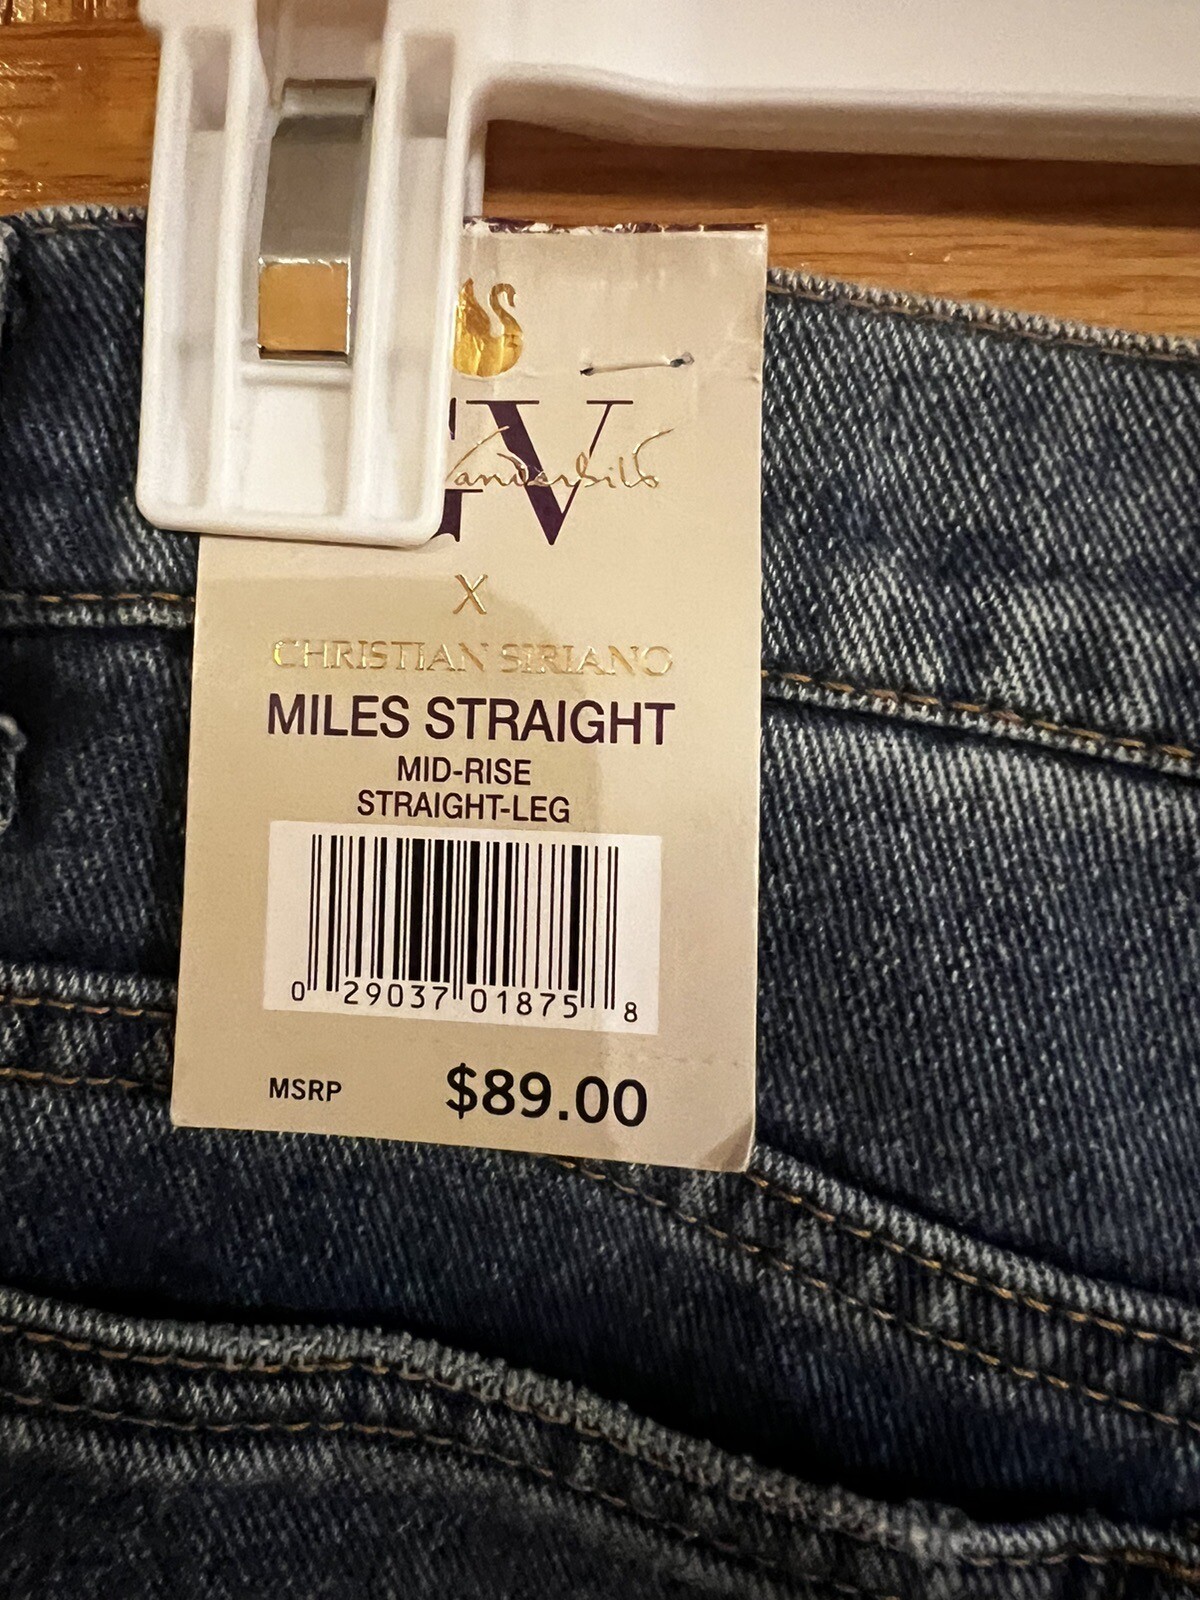 GV
Vanderbilt
X
CHRISTIAN SIRIANO
MILES STRAIGHT
MID-RISE
STRAIGHT-LEG
0 29037 01875 8
MSRP $89.00